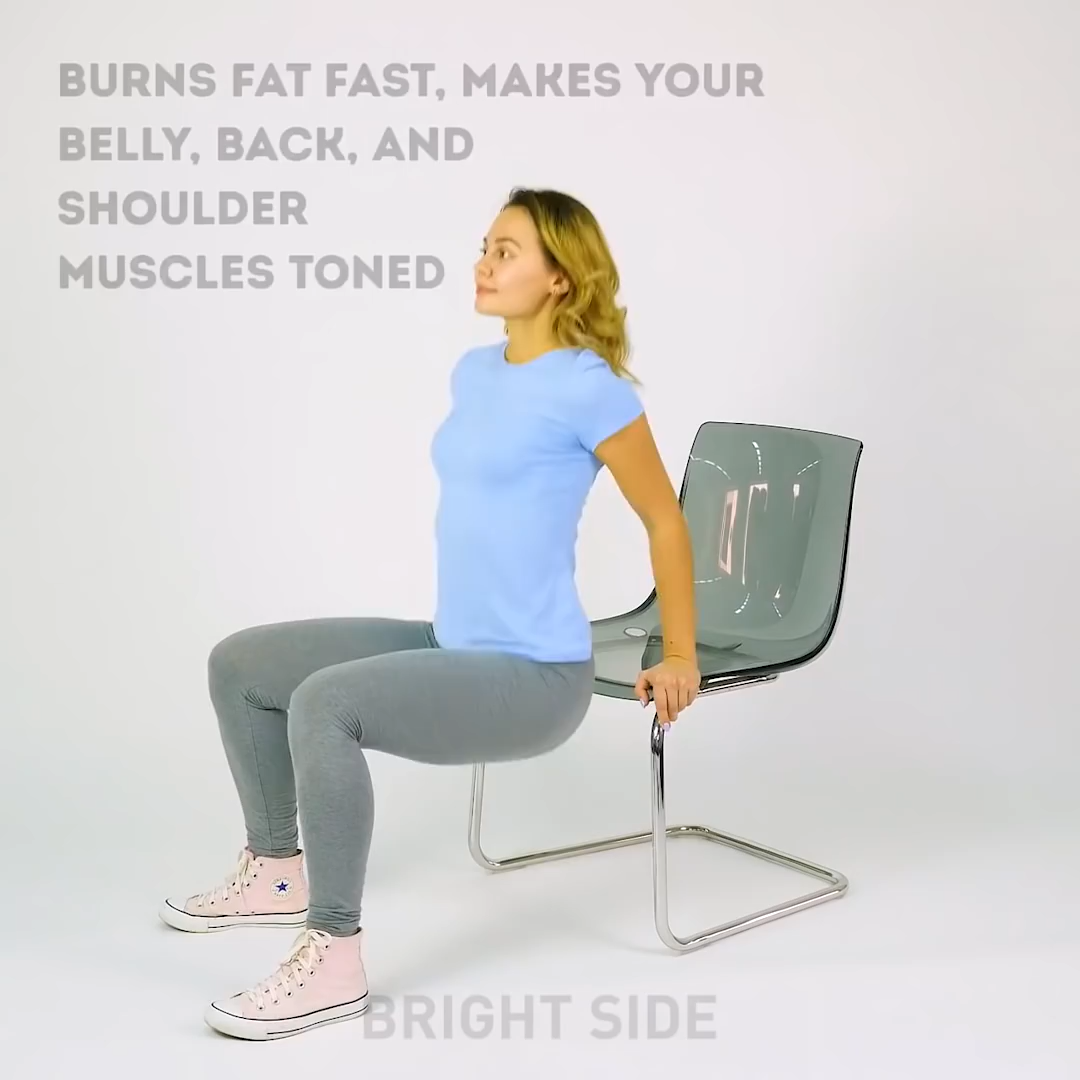 BURNS FAT FAST, MAKES YOUR
BELLY, BACK, AND
SHOULDER
MUSCLES TONED
BRIGHT SIDE